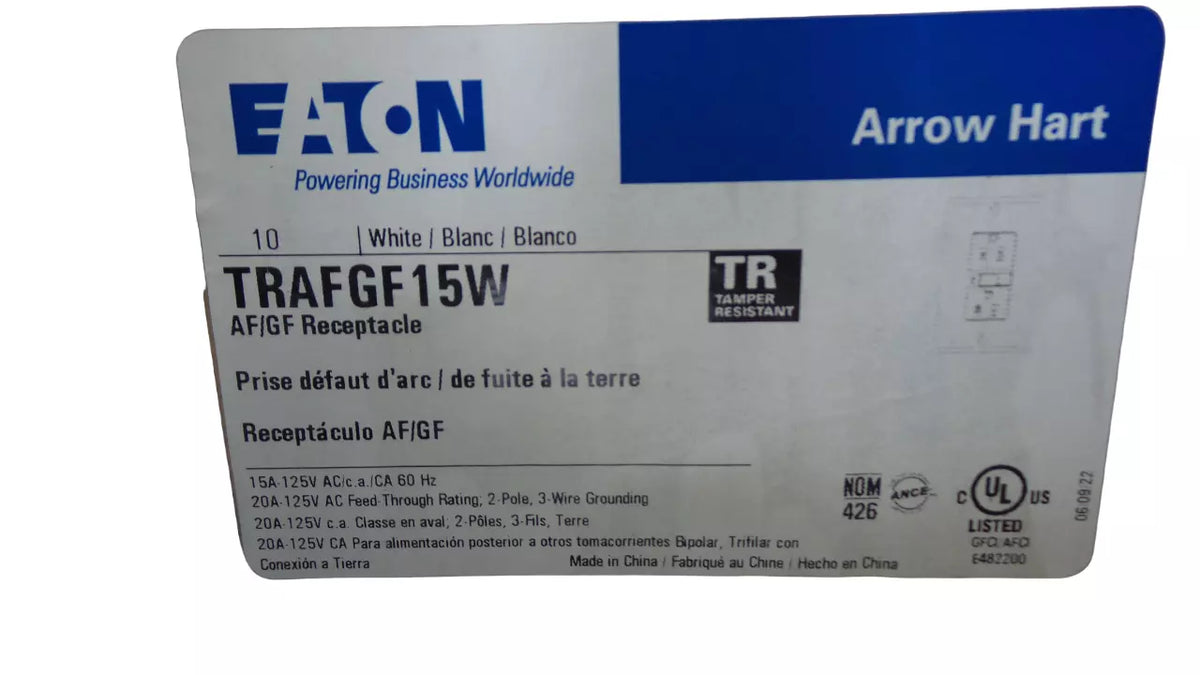 EATON
Powering Business Worldwide
Arrow Hart
10 | White / Blanc / Blanco
TRAFGF15W
AF/GF Receptacle
TR
TAMPER
RESISTANT
Prise défaut d'arc / de fuite à la terre
Receptáculo AF/GF
15A-125V AC/c.a./CA 60 Hz
20A-125V AC Feed-Through Rating; 2-Pole, 3-Wire Grounding
20A-125V c.a. Classe en aval; 2-Pôles, 3-Fils, Terre
20A-125V CA Para alimentación posterior a otros tomacorrientes Bipolar, Trifilar con
Conexión a Tierra
Made in China / Fabriqué au Chine / Hecho en China
NOM
426
ANCE
C UL US
LISTED
GFCI, AFCI
E482200
06 09 22